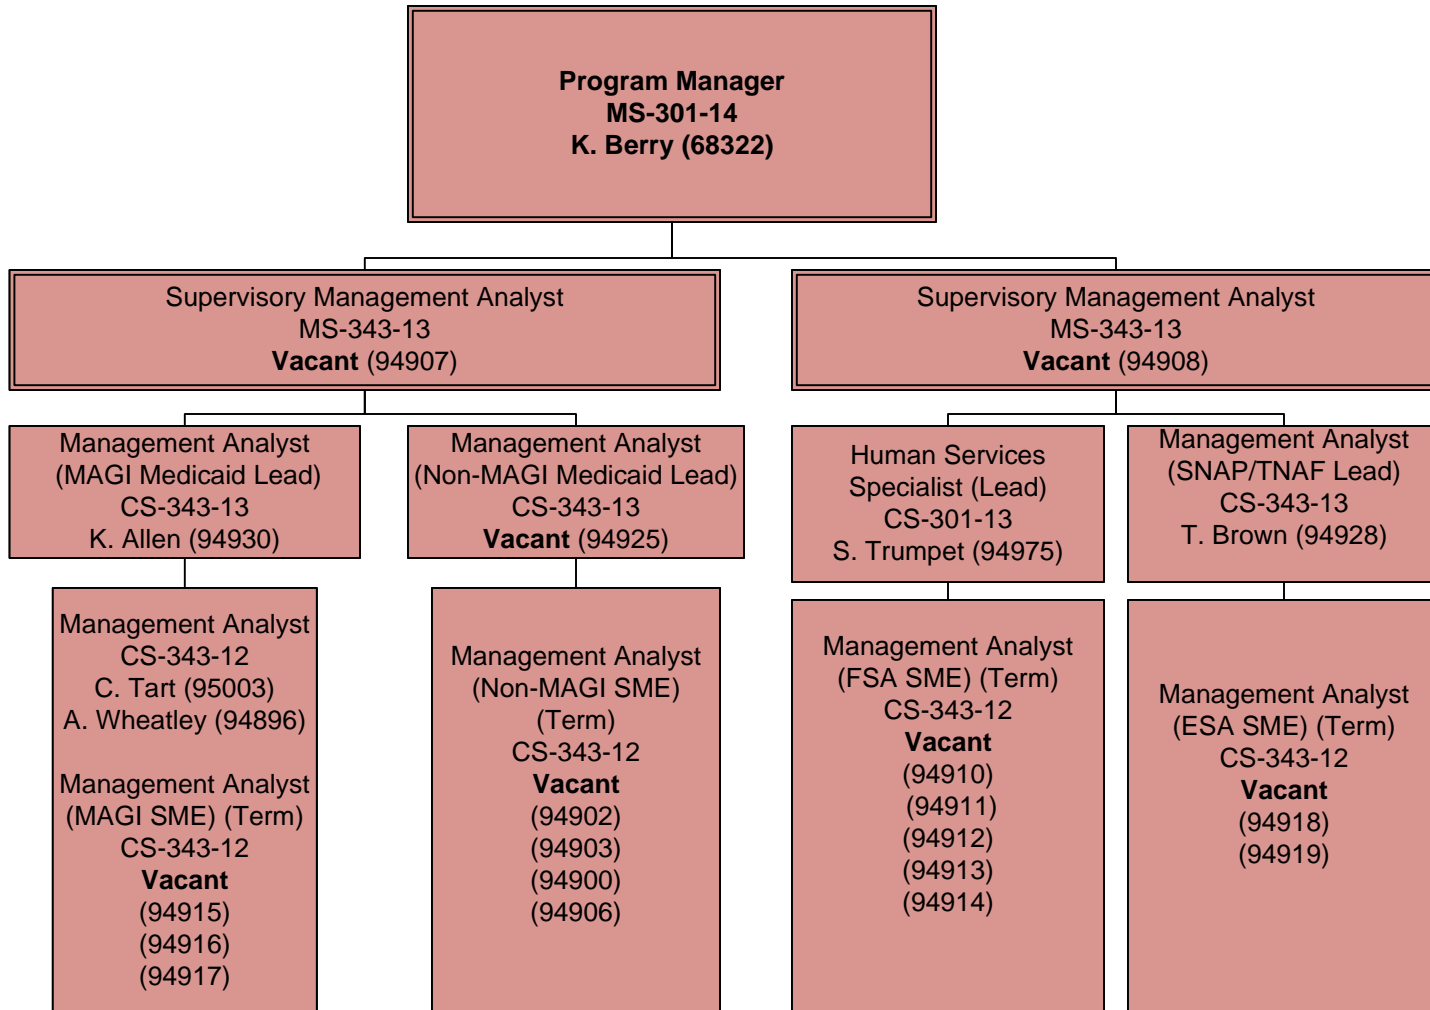 Program Manager
MS-301-14
K. Berry (68322)
Supervisory Management Analyst
MS-343-13
Vacant (94907)
Supervisory Management Analyst
MS-343-13
Vacant (94908)
Management Analyst
(MAGI Medicaid Lead)
CS-343-13
K. Allen (94930)
Management Analyst
(Non-MAGI Medicaid Lead)
CS-343-13
Vacant (94925)
Human Services
Specialist (Lead)
CS-301-13
S. Trumpet (94975)
Management Analyst
(SNAP/TNAF Lead)
CS-343-13
T. Brown (94928)
Management Analyst
CS-343-12
C. Tart (95003)
A. Wheatley (94896)
Management Analyst
(MAGI SME) (Term)
CS-343-12
Vacant
(94915)
(94916)
(94917)
Management Analyst
(Non-MAGI SME)
(Term)
CS-343-12
Vacant
(94902)
(94903)
(94900)
(94906)
Management Analyst
(FSA SME) (Term)
CS-343-12
Vacant
(94910)
(94911)
(94912)
(94913)
(94914)
Management Analyst
(ESA SME) (Term)
CS-343-12
Vacant
(94918)
(94919)